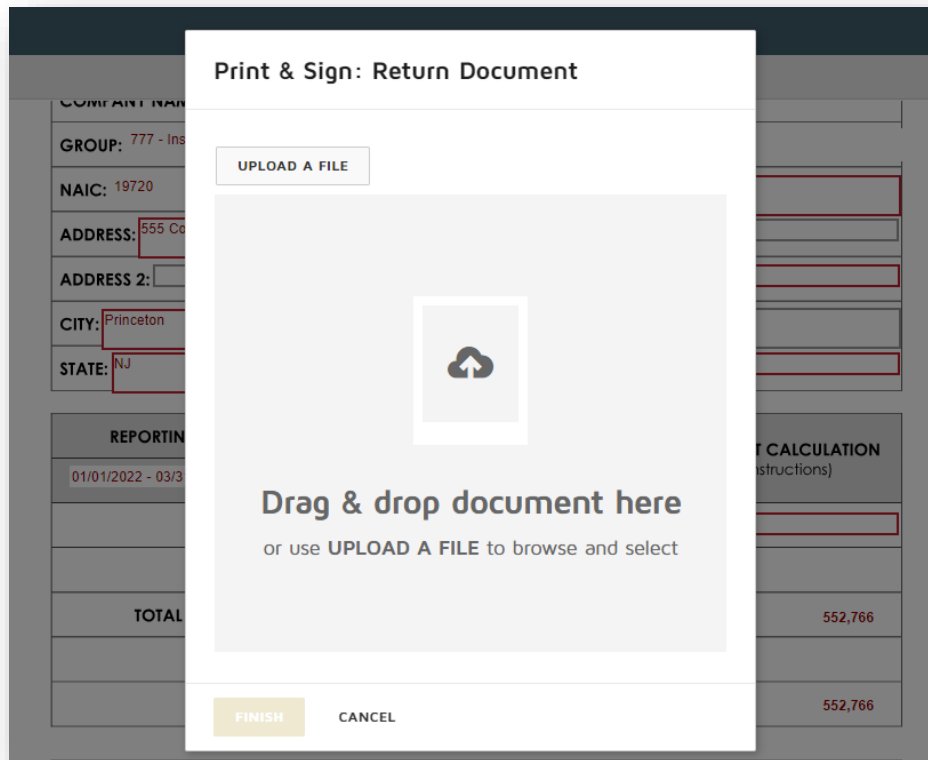 Print & Sign: Return Document
COMPANY NAM
GROUP: 777 - Ins
UPLOAD A FILE
NAIC: 19720
ADDRESS: 555 Co
ADDRESS 2:
CITY: Princeton
STATE: NJ
REPORTIN
T CALCULATION
01/01/2022 - 03/3
nstructions)
Drag & drop document here
or use UPLOAD A FILE to browse and select
TOTAL
552,766
552,766
FINISH
CANCEL